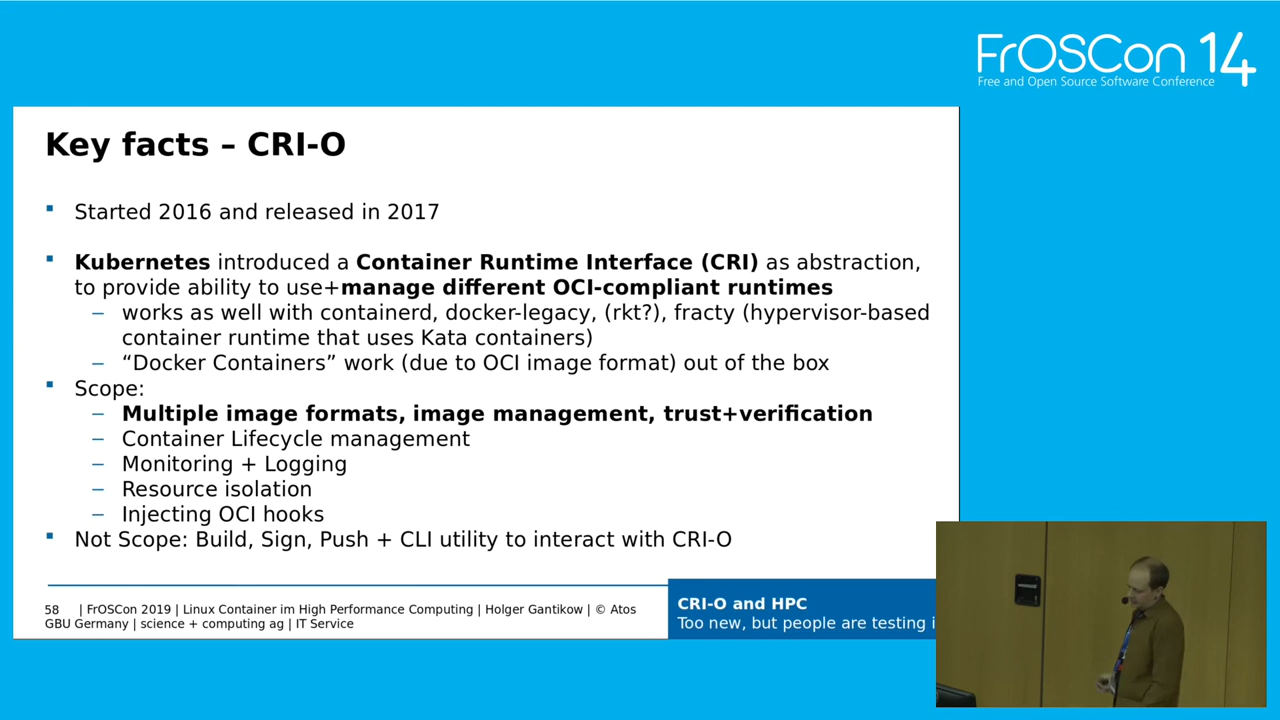 FrOSCon 14
Free and Open Source Software Conference
Key facts – CRI-O
Started 2016 and released in 2017
Kubernetes introduced a Container Runtime Interface (CRI) as abstraction,
to provide ability to use+manage different OCI-compliant runtimes
– works as well with containerd, docker-legacy, (rkt?), fracty (hypervisor-based
container runtime that uses Kata containers)
– “Docker Containers” work (due to OCI image format) out of the box
Scope:
– Multiple image formats, image management, trust+verification
– Container Lifecycle management
– Monitoring + Logging
– Resource isolation
– Injecting OCI hooks
Not Scope: Build, Sign, Push + CLI utility to interact with CRI-O
58 | FrOSCon 2019 | Linux Container im High Performance Computing | Holger Gantikow | © Atos
GBU Germany | science + computing ag | IT Service
CRI-O and HPC
Too new, but people are testing